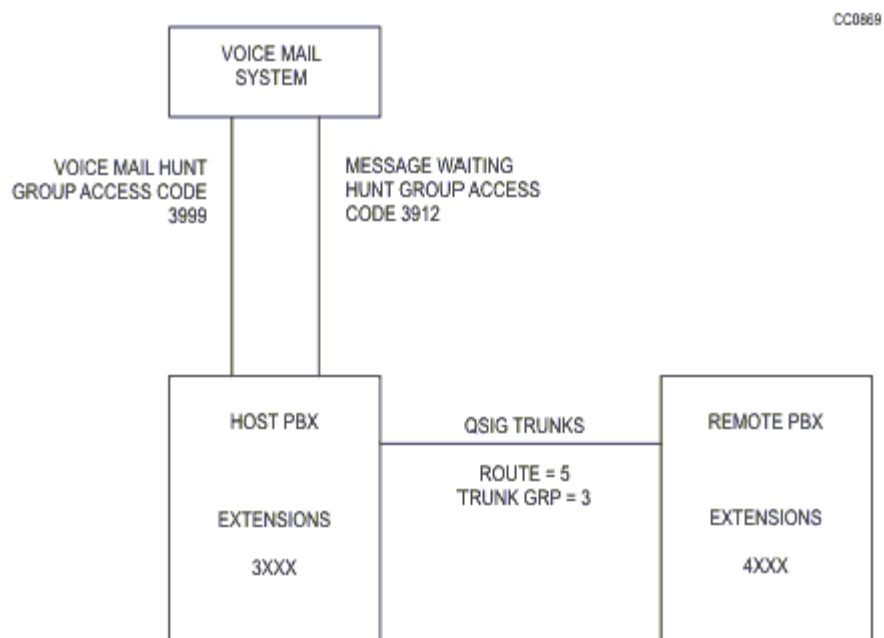 CC0869
VOICE MAIL
SYSTEM
VOICE MAIL HUNT
GROUP ACCESS CODE
3999
MESSAGE WAITING
HUNT GROUP ACCESS
CODE 3912
HOST PBX
EXTENSIONS
3XXX
QSIG TRUNKS
ROUTE = 5
TRUNK GRP = 3
REMOTE PBX
EXTENSIONS
4XXX